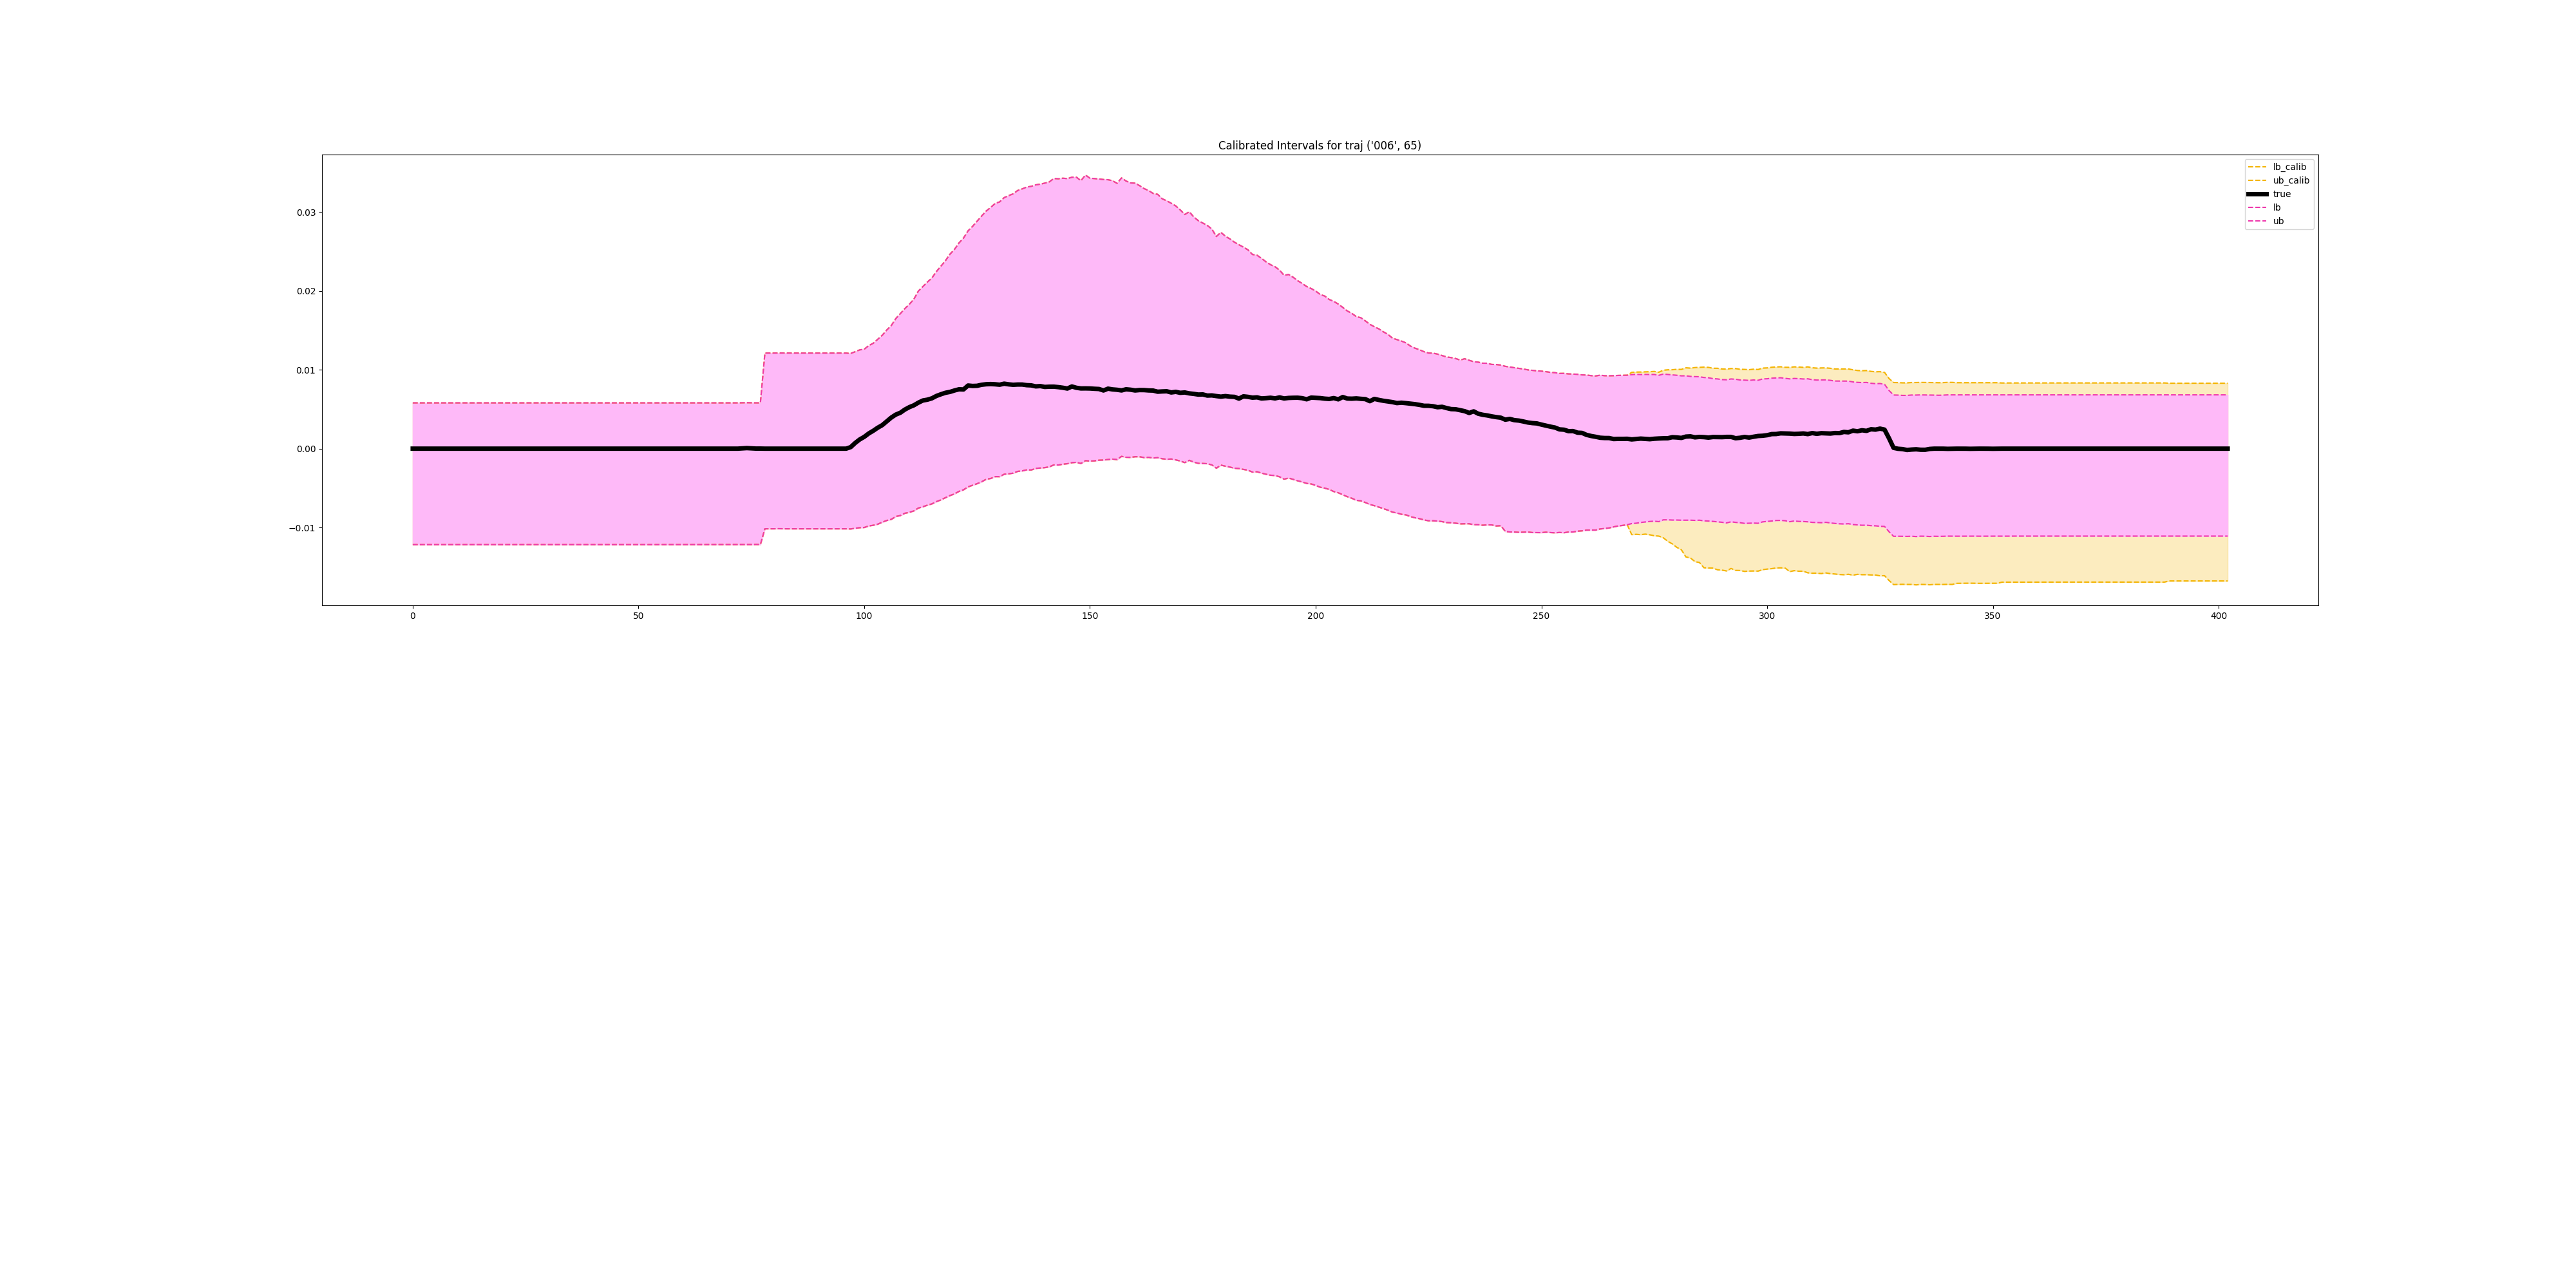 Calibrated Intervals for traj ('006', 65)
lb_calib
ub_calib
true
lb
ub
0.03
0.02
0.01
0.00
−0.01
0 50 100 150 200 250 300 350 400